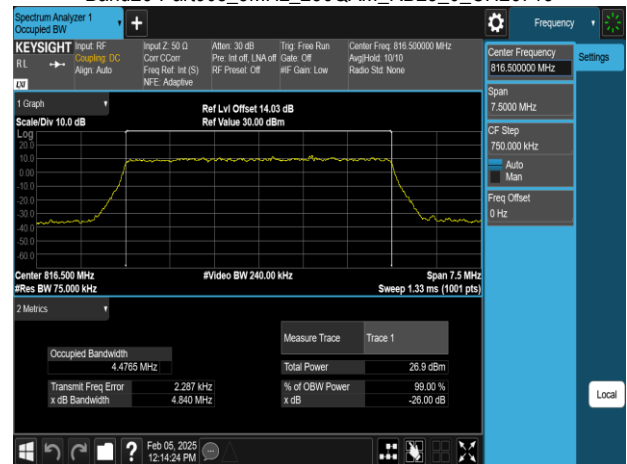 Spectrum Analyzer 1
Occupied BW
Frequency
KEYSIGHT
RL
LXI
Input: RF
Coupling: DC
Align: Auto
Input Z: 50 Ω
Corr CCorr
Freq Ref: Int (S)
NFE: Adaptive
Atten: 30 dB
Pre: Int off, LNA off
RF Preset: Off
Trig: Free Run
Gate: Off
#IF Gain: Low
Center Freq: 816.500000 MHz
Avg|Hold: 10/10
Radio Std: None
Center Frequency
816.500000 MHz
Settings
Span
7.5000 MHz
CF Step
750.000 kHz
Auto
Man
Freq Offset
0 Hz
Local
1 Graph
Scale/Div 10.0 dB
Ref Lvl Offset 14.03 dB
Ref Value 30.00 dBm
Log
20.0
10.0
0.00
-10.0
-20.0
-30.0
-40.0
-50.0
-60.0
Center 816.500 MHz
#Res BW 75.000 kHz
#Video BW 240.00 kHz
Span 7.5 MHz
Sweep 1.33 ms (1001 pts)
2 Metrics
Measure Trace Trace 1
Occupied Bandwidth
4.4765 MHz
Total Power 26.9 dBm
Transmit Freq Error 2.287 kHz
% of OBW Power 99.00 %
x dB Bandwidth 4.840 MHz
x dB -26.00 dB
Feb 05, 2025
12:14:24 PM